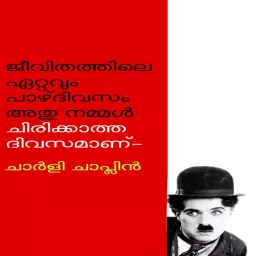 ജീവിതത്തിലെ
ഏറ്റവും
പാഴ്ദിവസം
അതു നമ്മൾ
ചിരിക്കാത്ത
ദിവസമാണ്-
ചാർളി ചാപ്ലിൻ